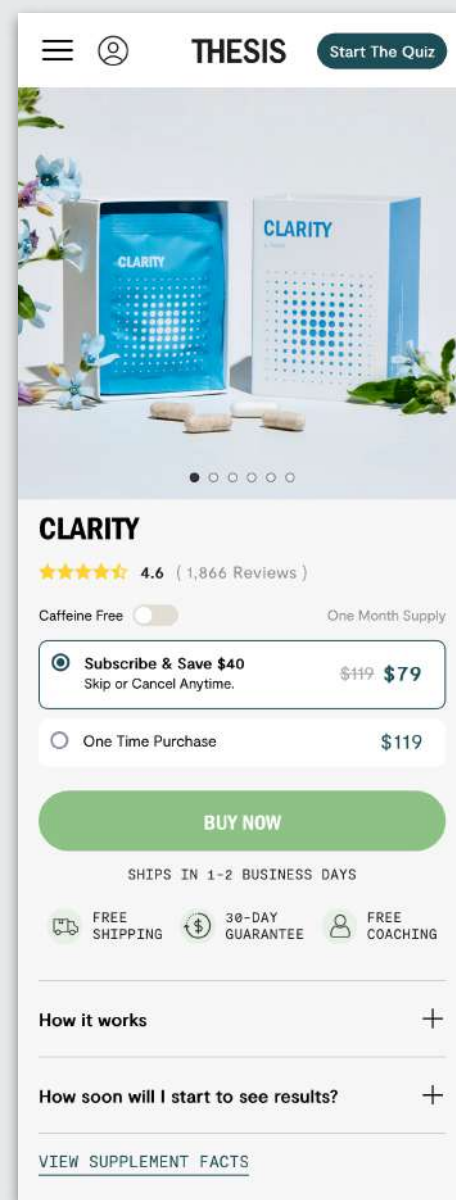 THESIS
Start The Quiz
CLARITY
CLARITY
CLARITY
4.6 ( 1,866 Reviews )
Caffeine Free
One Month Supply
Subscribe & Save $40
Skip or Cancel Anytime.
$119 $79
One Time Purchase
$119
BUY NOW
SHIPS IN 1-2 BUSINESS DAYS
FREE
SHIPPING
30-DAY
GUARANTEE
FREE
COACHING
How it works
How soon will I start to see results?
VIEW SUPPLEMENT FACTS